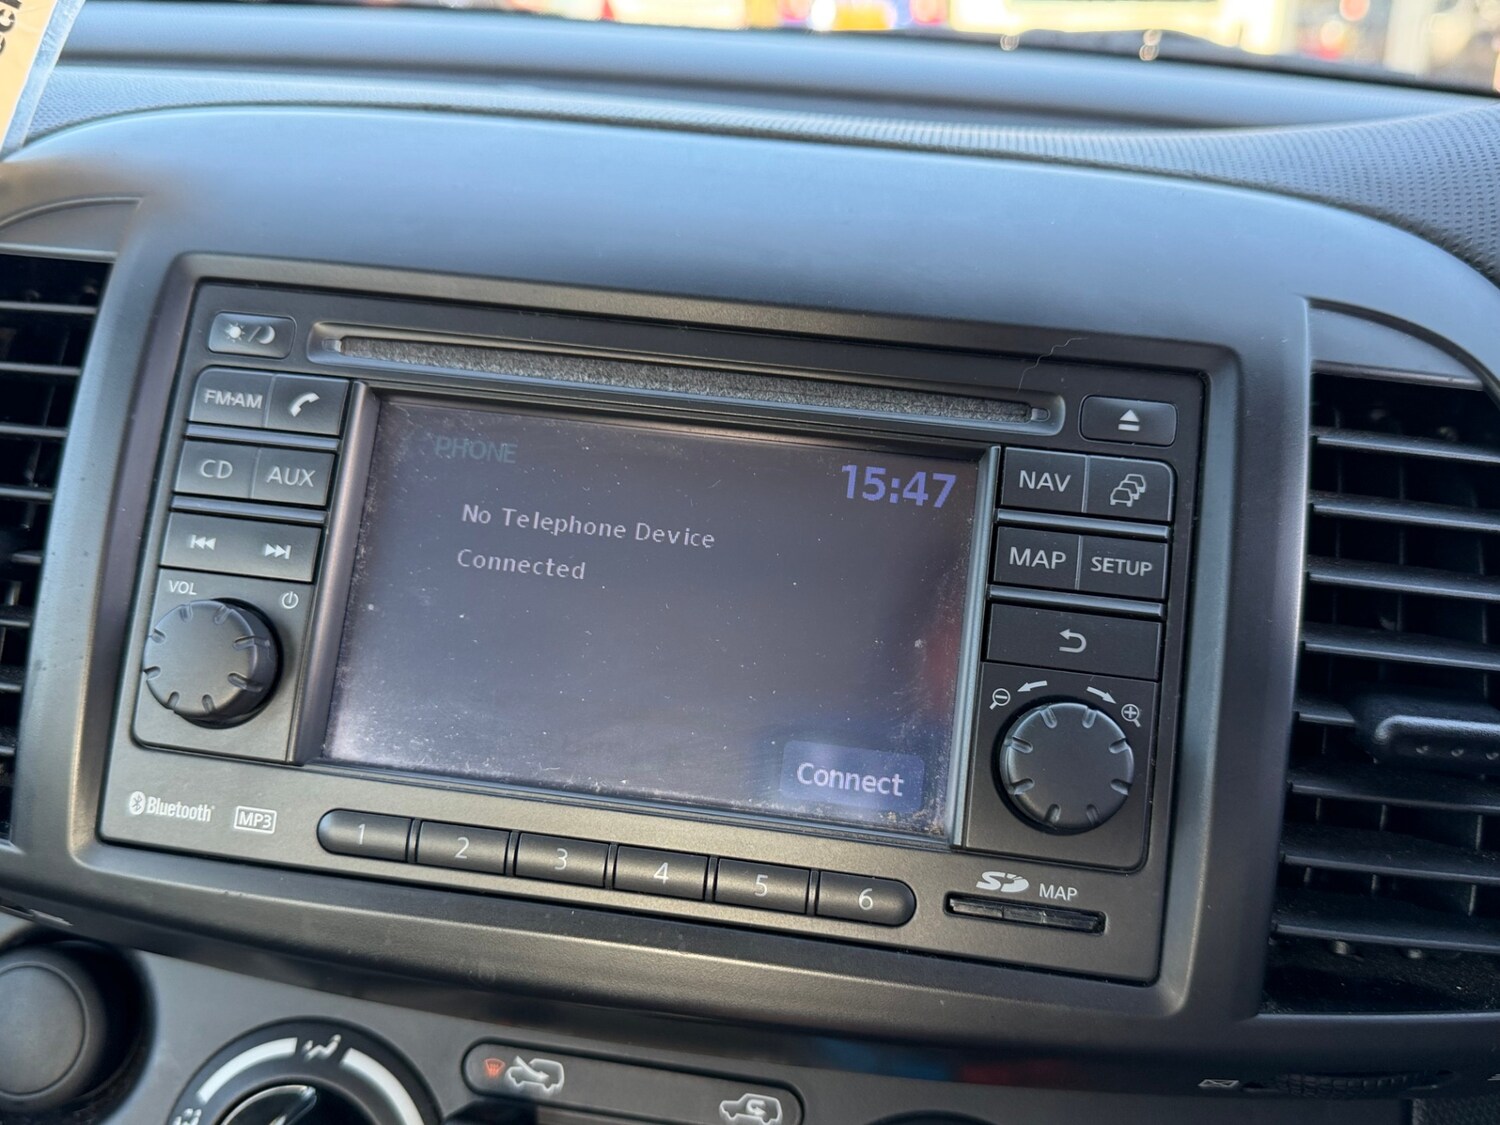 FM·AM
CD AUX
VOL
PHONE
15:47
No Telephone Device
Connected
Connect
NAV
MAP SETUP
Bluetooth®
MP3
1 2 3 4 5 6
SD MAP